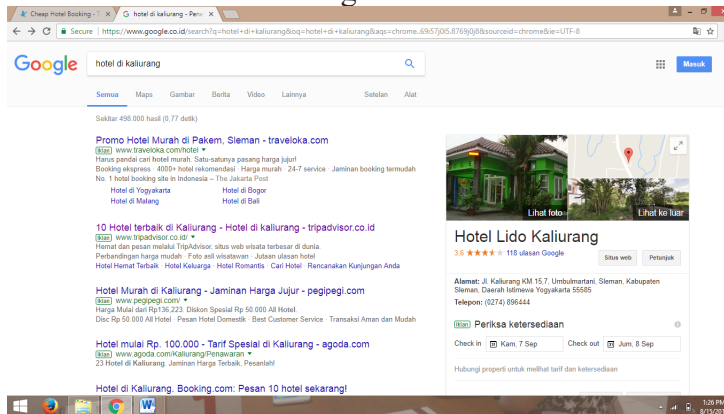 Cheap Hotel Booking - T
hotel di kaliurang - Pene
Secure
https://www.google.co.id/search?q=hotel+di+kaliurang&oq=hotel+di+kaliurang&aqs=chrome..69i57j0l5.8769j0j8&sourceid=chrome&ie=UTF-8
Google
hotel di kaliurang
Masuk
Semua Maps Gambar Berita Video Lainnya Setelan Alat
Sekitar 498.000 hasil (0,77 detik)
Promo Hotel Murah di Pakem, Sleman - traveloka.com
Iklan www.traveloka.com/hotel
Harus pandai cari hotel murah. Satu-satunya pasang harga jujur!
Booking ekspress · 4000+ hotel rekomendasi · Harga murah · 24-7 service · Jaminan booking termudah
No. 1 hotel booking site in Indonesia – The Jakarta Post
Hotel di Yogyakarta Hotel di Bogor
Hotel di Malang Hotel di Bali
10 Hotel terbaik di Kaliurang - Hotel di kaliurang - tripadvisor.co.id
Iklan www.tripadvisor.co.id/
Hemat dan pesan melalui TripAdvisor, situs web wisata terbesar di dunia.
Perbandingan harga mudah · Foto asli wisatawan · Jutaan ulasan hotel
Hotel Hemat Terbaik · Hotel Keluarga · Hotel Romantis · Cari Hotel · Rencanakan Kunjungan Anda
Hotel Murah di Kaliurang - Jaminan Harga Jujur - pegipegi.com
Iklan www.pegipegi.com/
Harga Mulai dari Rp136,223. Diskon Spesial Rp 50 000 All Hotel.
Disc Rp 50.000 All Hotel · Pesan Hotel Domestik · Best Customer Service · Transaksi Aman dan Mudah
Hotel mulai Rp. 100.000 - Tarif Spesial di Kaliurang - agoda.com
Iklan www.agoda.com/Kaliurang/Penawaran
23 Hotel di Kaliurang. Jaminan Harga Terbaik, Pesanlah!
Hotel di Kaliurang. Booking.com: Pesan 10 hotel sekarang!
Lihat foto
Lihat ke luar
Hotel Lido Kaliurang
3,6 118 ulasan Google
Situs web
Petunjuk
Alamat: Jl. Kaliurang KM 15,7, Umbulmartani, Sleman, Kabupaten
Sleman, Daerah Istimewa Yogyakarta 55585
Telepon: (0274) 896444
Iklan Periksa ketersediaan
Check in Kam, 7 Sep Check out Jum, 8 Sep
Hubungi properti untuk melihat tarif dan ketersediaan
1:26 PM